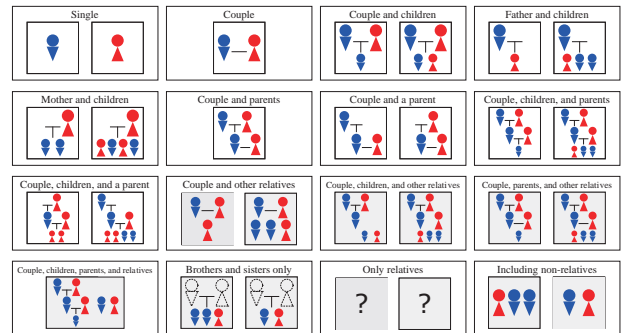 Single
Couple
Couple and children
Father and children
Mother and children
Couple and parents
Couple and a parent
Couple, children, and parents
Couple, children, and a parent
Couple and other relatives
Couple, children, and other relatives
Couple, parents, and other relatives
Couple, children, parents, and relatives
Brothers and sisters only
Only relatives
Including non-relatives
? ?